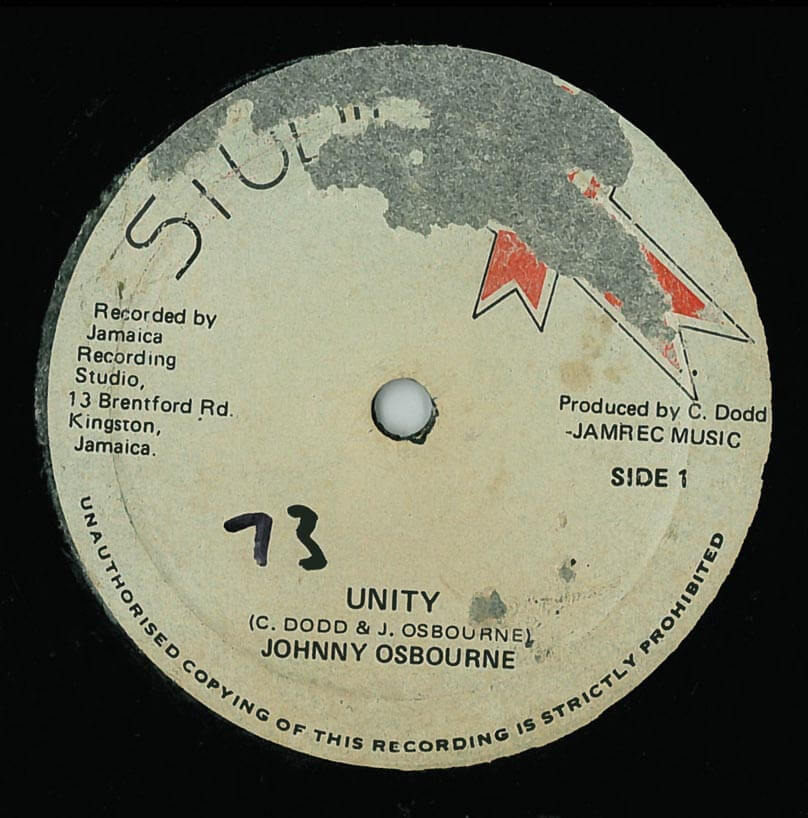 STUDIO
Recorded by
Jamaica
Recording
Studio,
13 Brentford Rd.
Kingston,
Jamaica.
Produced by C. Dodd
-JAMREC MUSIC
SIDE 1
73
UNITY
(C. DODD & J. OSBOURNE)
JOHNNY OSBOURNE
UNAUTHORISED COPYING OF THIS RECORDING IS STRICTLY PROHIBITED